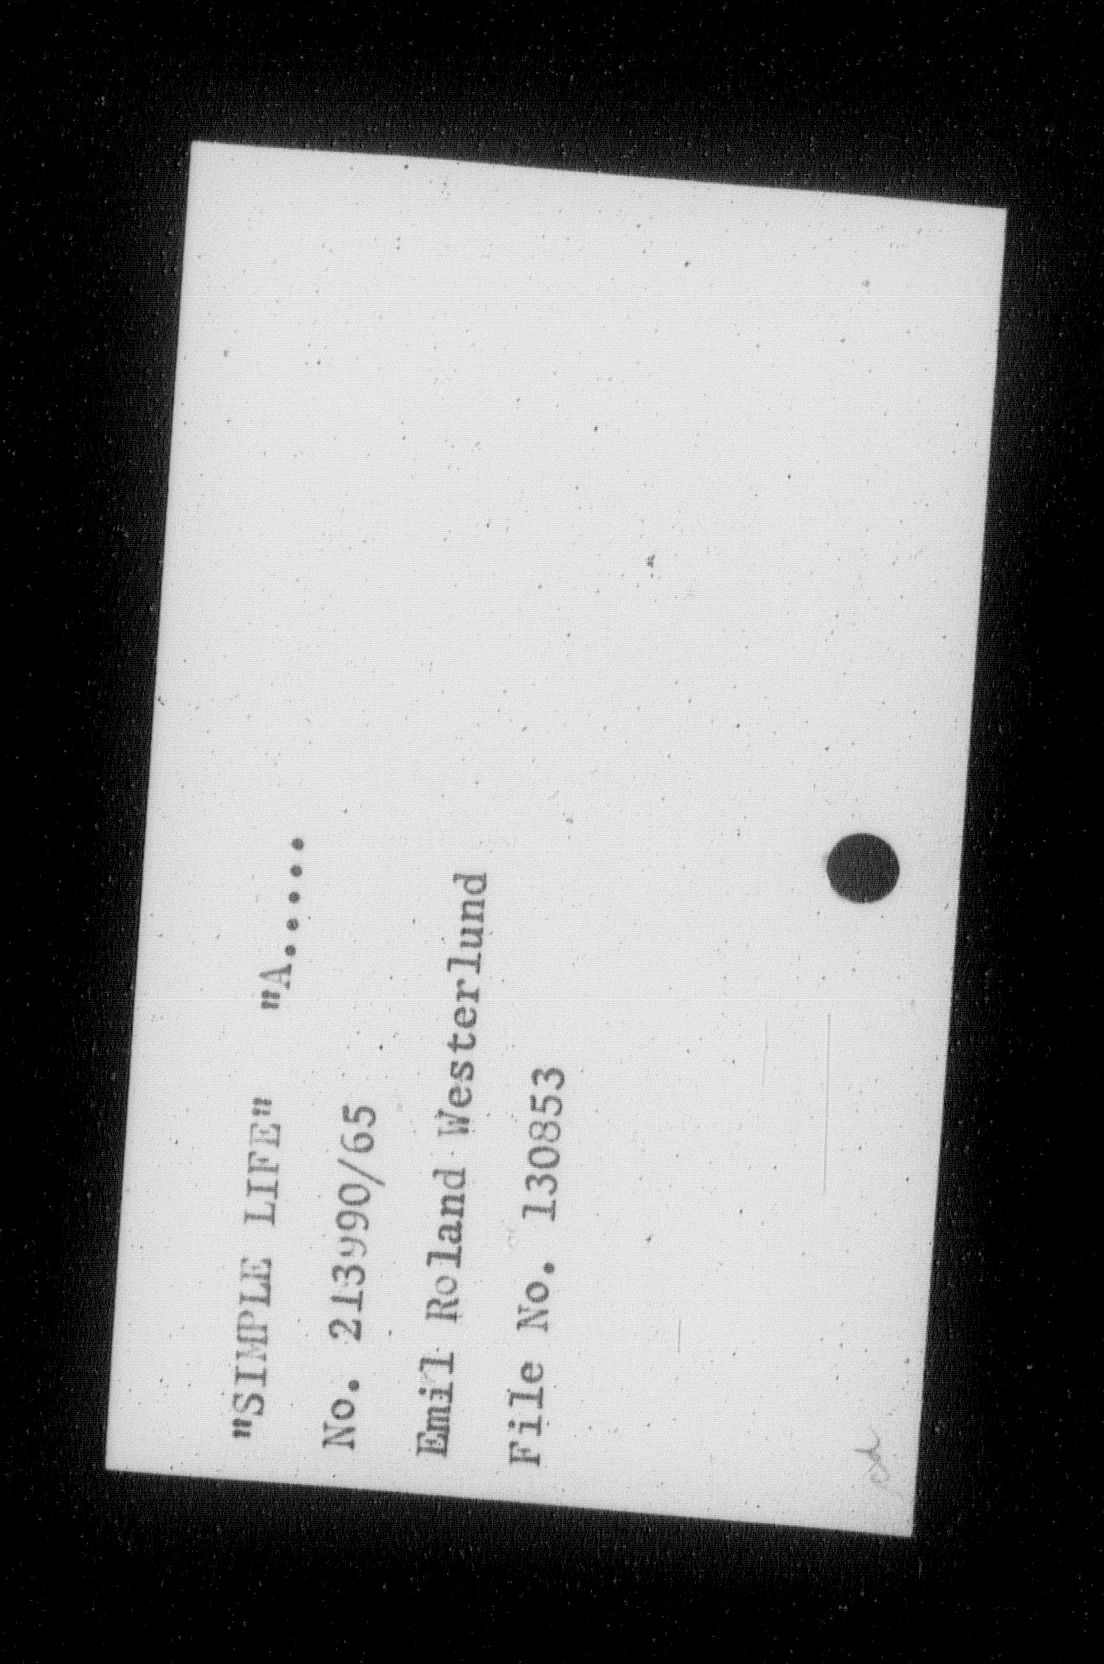 "SIMPLE LIFE" "A.....
No. 213990/65
Emil Roland Westerlund
File No. 130853